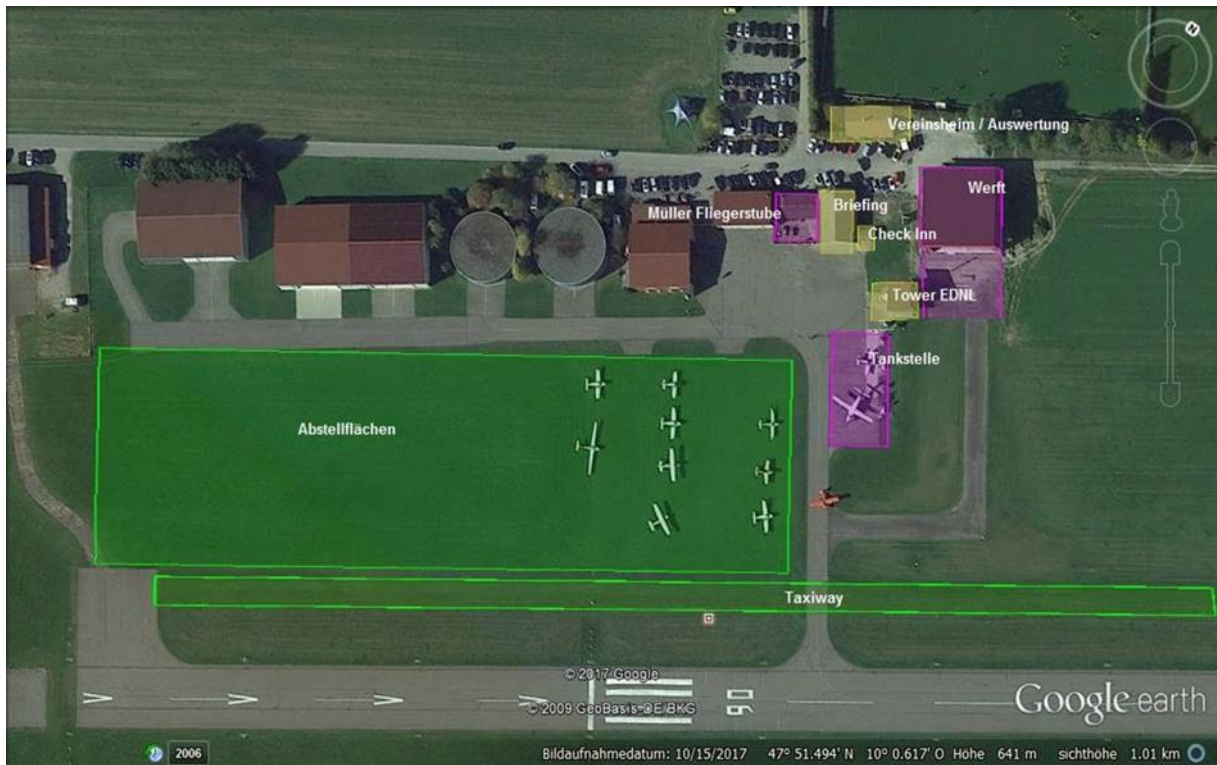 N
Vereinsheim / Auswertung
Werft
Müller Fliegerstube
Briefing
Check Inn
Tower EDNL
Tankstelle
Abstellflächen
Taxiway
© 2017 Google
© 2009 GeoBasis-DE/BKG
06
Google earth
2006
Bildaufnahmedatum: 10/15/2017 47° 51.494' N 10° 0.617' O Höhe 641 m sichthöhe 1.01 km